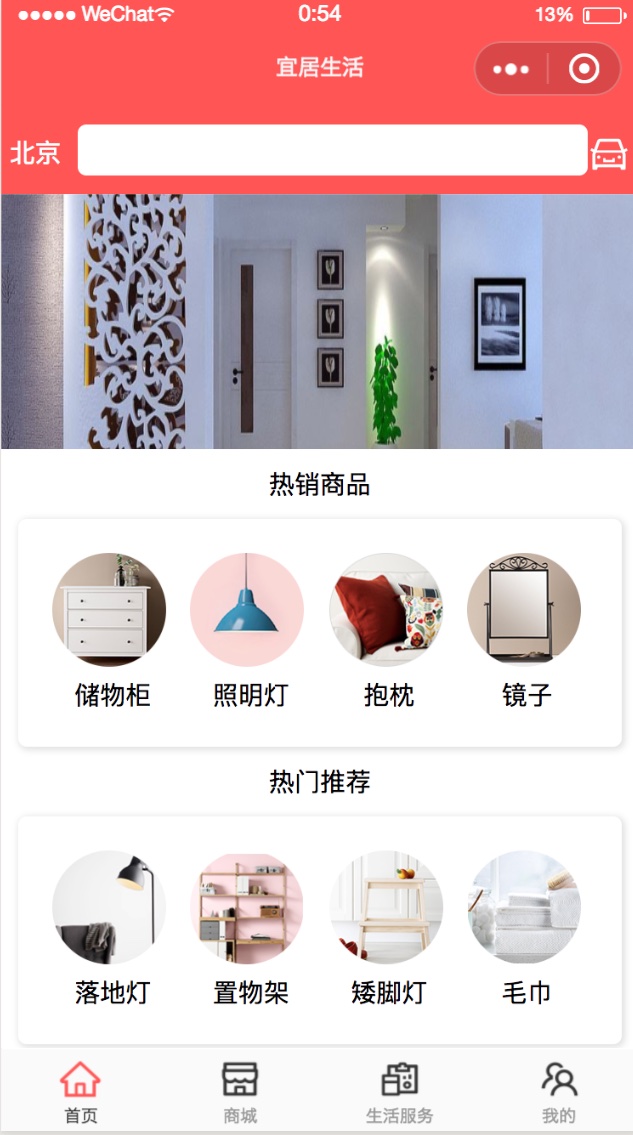 WeChat 0:54 13%
宜居生活
北京
热销商品
储物柜 照明灯 抱枕 镜子
热门推荐
落地灯 置物架 矮脚灯 毛巾
首页 商城 生活服务 我的